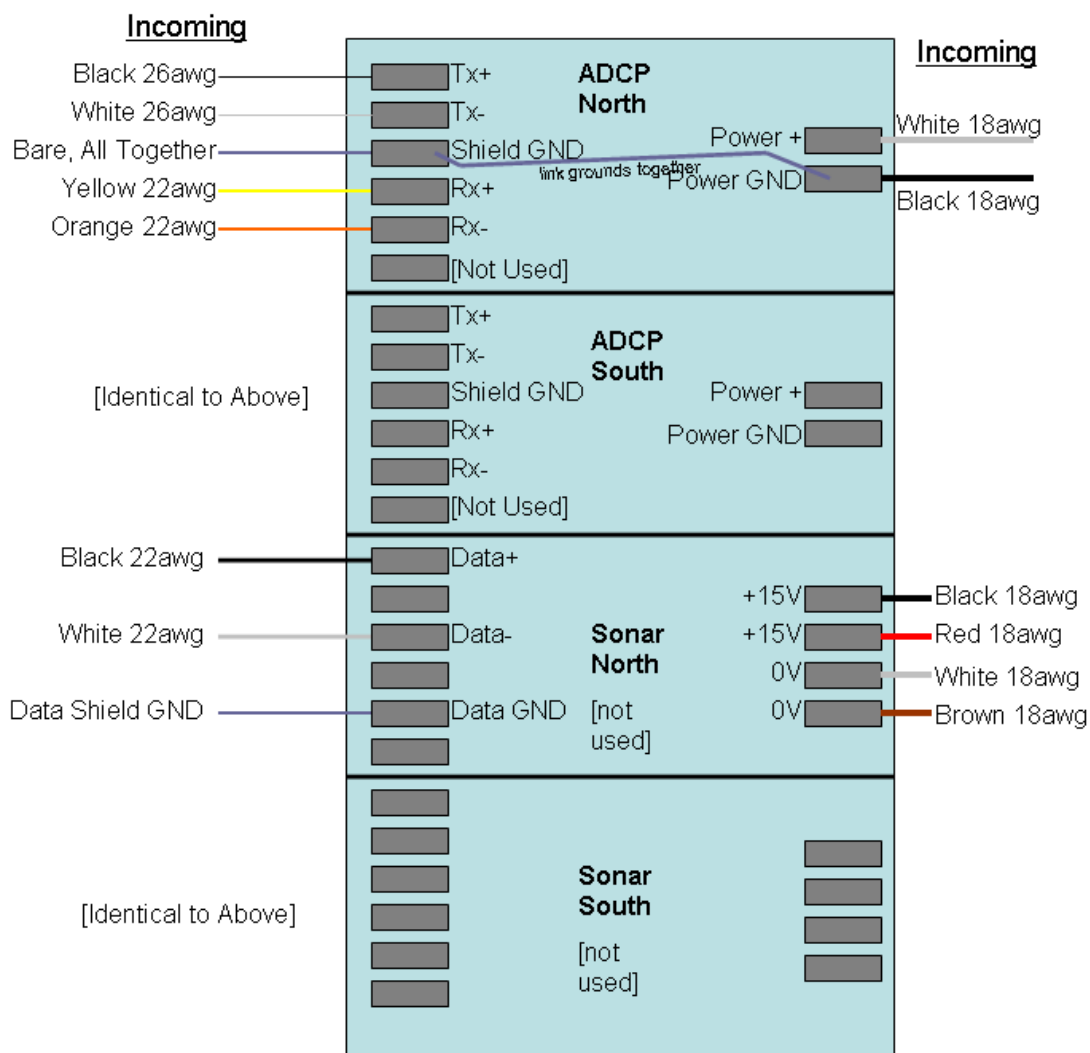 Incoming
Incoming
Black 26awg
Tx+
ADCP
North
White 26awg
Tx-
Power +
White 18awg
Bare, All Together
Shield GND
link grounds together
Power GND
Black 18awg
Yellow 22awg
Rx+
Orange 22awg
Rx-
[Not Used]
Tx+
ADCP
South
Tx-
[Identical to Above]
Shield GND
Power +
Rx+
Power GND
Rx-
[Not Used]
Black 22awg
Data+
+15V
Black 18awg
White 22awg
Data-
Sonar
North
+15V
Red 18awg
0V
White 18awg
Data Shield GND
Data GND
[not
used]
0V
Brown 18awg
Sonar
South
[Identical to Above]
[not
used]